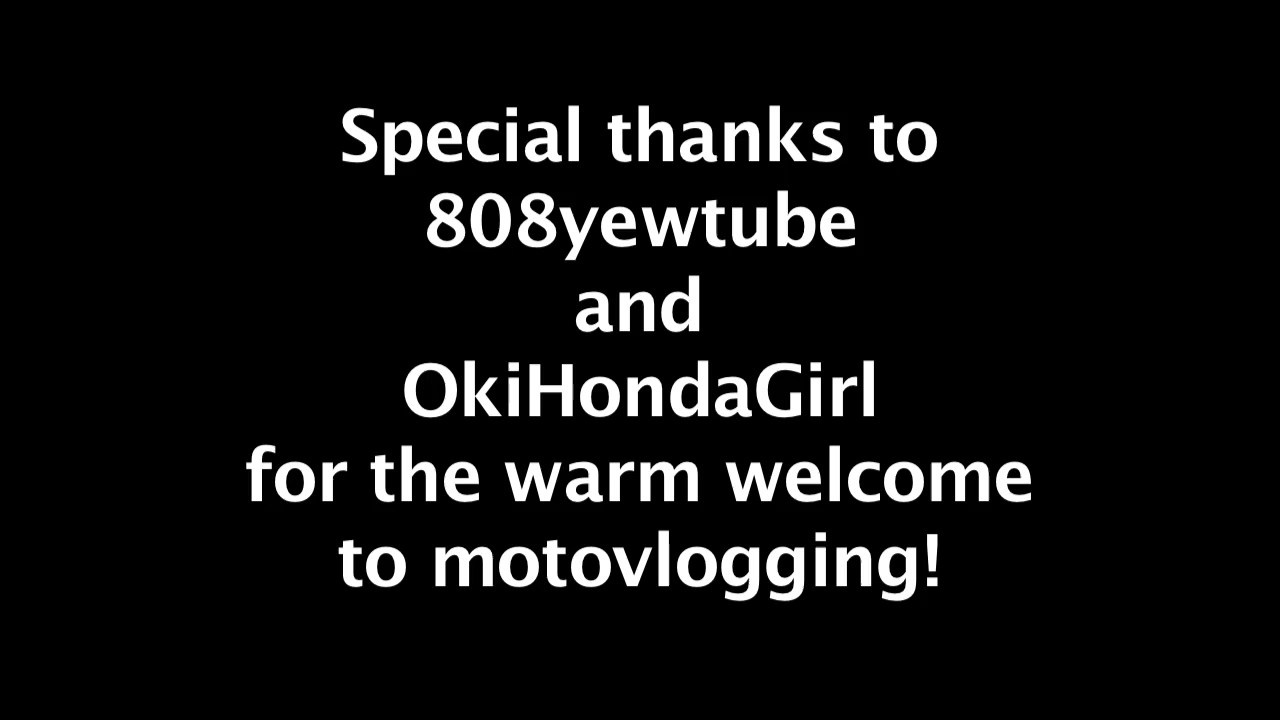 Special thanks to
808yewtube
and
OkiHondaGirl
for the warm welcome
to motovlogging!